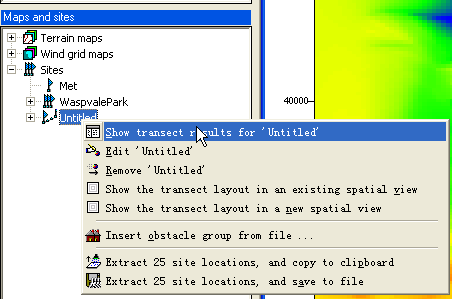 Maps and sites
Terrain maps
Wind grid maps
Sites
Met
WaspvalePark
Untitled
40000
Show transect results for 'Untitled'
Edit 'Untitled'
Remove 'Untitled'
Show the transect layout in an existing spatial view
Show the transect layout in a new spatial view
Insert obstacle group from file ...
Extract 25 site locations, and copy to clipboard
Extract 25 site locations, and save to file